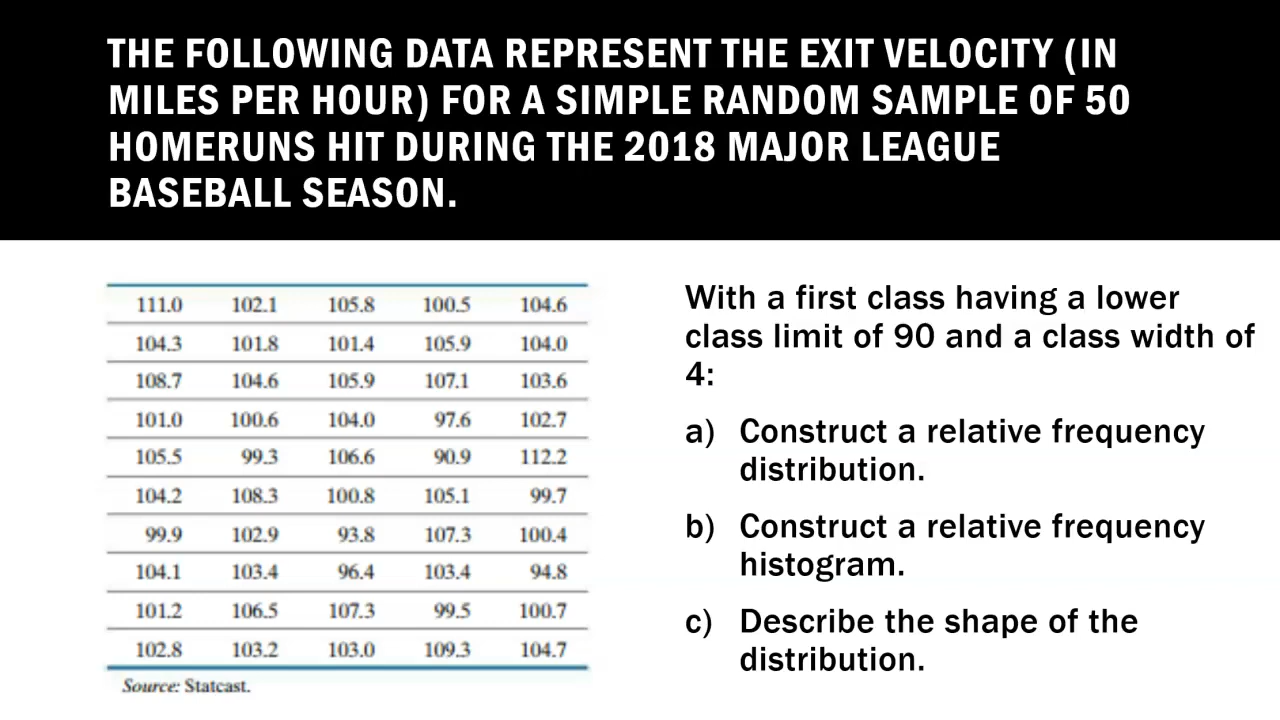 THE FOLLOWING DATA REPRESENT THE EXIT VELOCITY (IN
MILES PER HOUR) FOR A SIMPLE RANDOM SAMPLE OF 50
HOMERUNS HIT DURING THE 2018 MAJOR LEAGUE
BASEBALL SEASON.
111.0 102.1 105.8 100.5 104.6
104.3 101.8 101.4 105.9 104.0
108.7 104.6 105.9 107.1 103.6
101.0 100.6 104.0 97.6 102.7
105.5 99.3 106.6 90.9 112.2
104.2 108.3 100.8 105.1 99.7
99.9 102.9 93.8 107.3 100.4
104.1 103.4 96.4 103.4 94.8
101.2 106.5 107.3 99.5 100.7
102.8 103.2 103.0 109.3 104.7
Source: Statcast.
With a first class having a lower
class limit of 90 and a class width of
4:
a) Construct a relative frequency
distribution.
b) Construct a relative frequency
histogram.
c) Describe the shape of the
distribution.